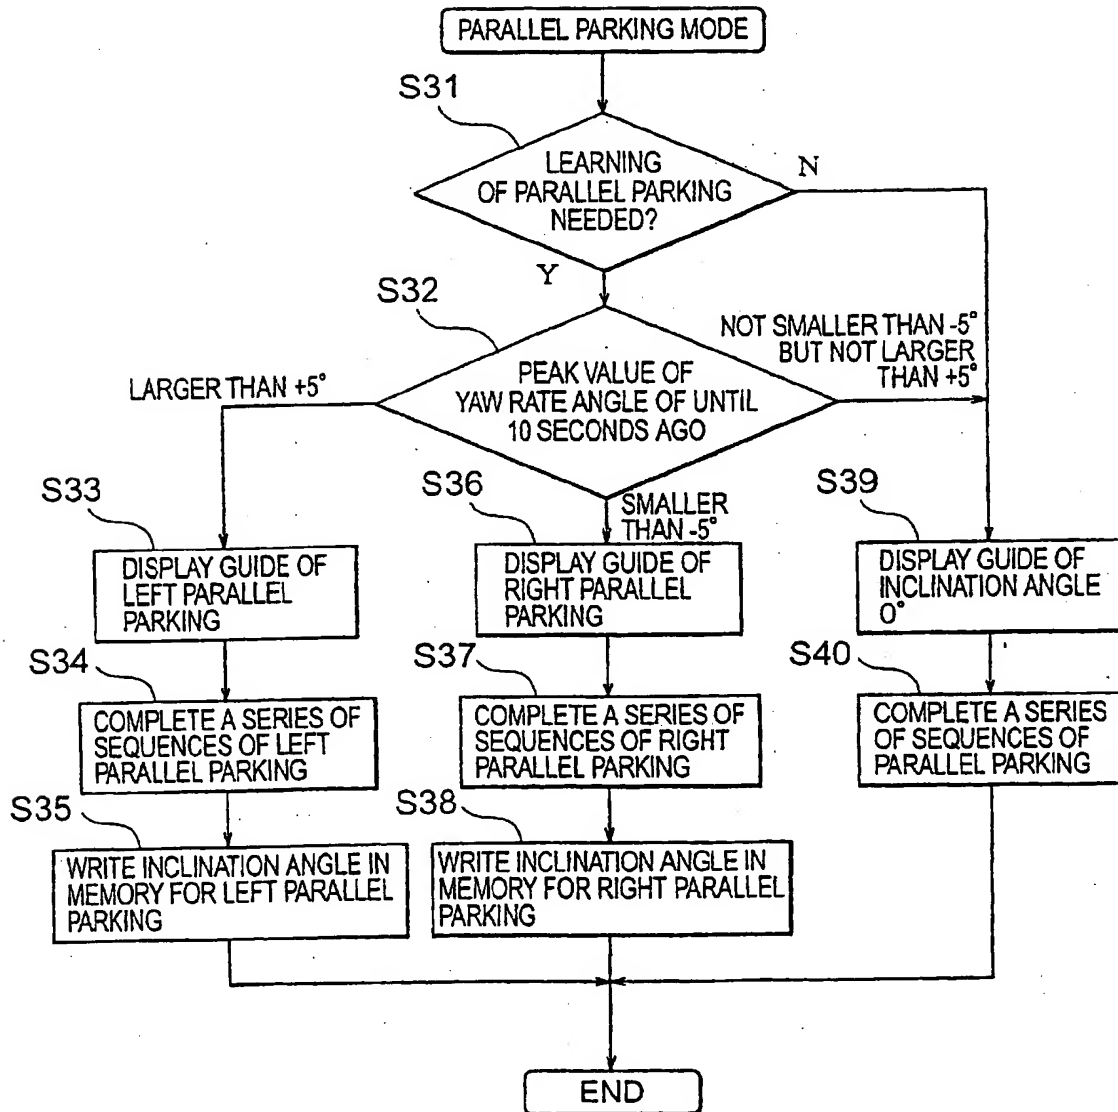 PARALLEL PARKING MODE
S31
LEARNING
OF PARALLEL PARKING
NEEDED?
N
Y
S32
PEAK VALUE OF
YAW RATE ANGLE OF UNTIL
10 SECONDS AGO
LARGER THAN +5°
NOT SMALLER THAN -5°
BUT NOT LARGER
THAN +5°
SMALLER
THAN -5°
S33
DISPLAY GUIDE OF
LEFT PARALLEL
PARKING
S36
DISPLAY GUIDE OF
RIGHT PARALLEL
PARKING
S39
DISPLAY GUIDE OF
INCLINATION ANGLE
0°
S34
COMPLETE A SERIES OF
SEQUENCES OF LEFT
PARALLEL PARKING
S37
COMPLETE A SERIES OF
SEQUENCES OF RIGHT
PARALLEL PARKING
S40
COMPLETE A SERIES
OF SEQUENCES OF
PARALLEL PARKING
S35
WRITE INCLINATION ANGLE IN
MEMORY FOR LEFT PARALLEL
PARKING
S38
WRITE INCLINATION ANGLE IN
MEMORY FOR RIGHT PARALLEL
PARKING
END